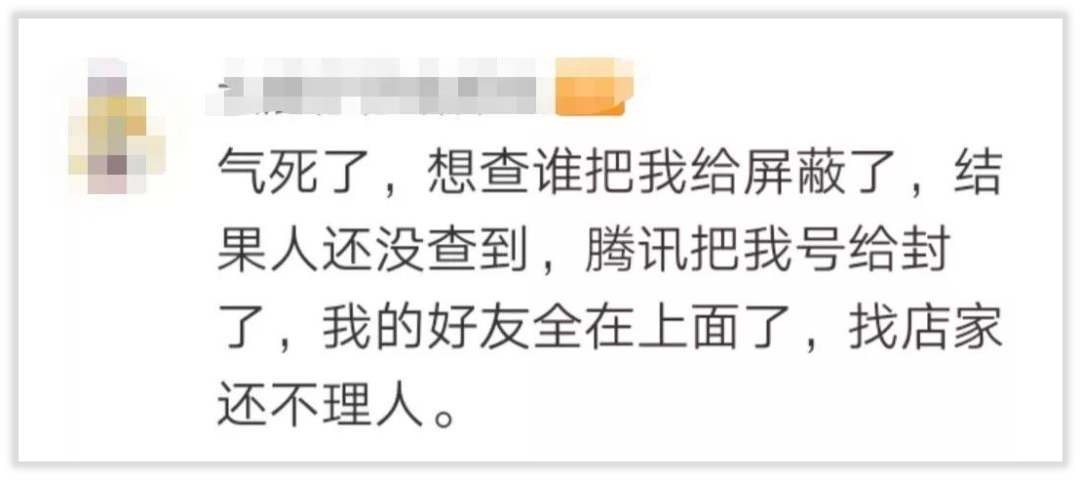 气死了，想查谁把我给屏蔽了，结
果人还没查到，腾讯把我号给封
了，我的好友全在上面了，找店家
还不理人。